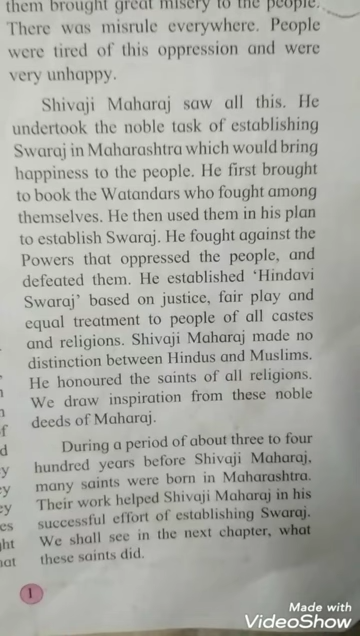 them brought great misery to the people.
There was misrule everywhere. People
were tired of this oppression and were
very unhappy.
Shivaji Maharaj saw all this. He
undertook the noble task of establishing
Swaraj in Maharashtra which would bring
happiness to the people. He first brought
to book the Watandars who fought among
themselves. He then used them in his plan
to establish Swaraj. He fought against the
Powers that oppressed the people, and
defeated them. He established ‘Hindavi
Swaraj’ based on justice, fair play and
equal treatment to people of all castes
and religions. Shivaji Maharaj made no
distinction between Hindus and Muslims.
He honoured the saints of all religions.
We draw inspiration from these noble
deeds of Maharaj.
During a period of about three to four
hundred years before Shivaji Maharaj,
many saints were born in Maharashtra.
Their work helped Shivaji Maharaj in his
successful effort of establishing Swaraj.
We shall see in the next chapter, what
these saints did.
1
Made with
VideoShow